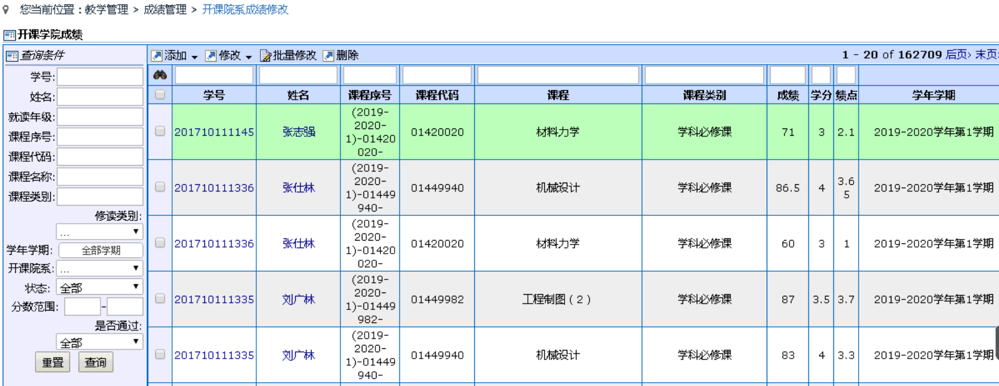 您当前位置：教学管理 > 成绩管理 > 开课院系成绩修改
开课学院成绩
查询条件
学号:
姓名:
就读年级:
课程序号:
课程代码:
课程名称:
课程类别:
修读类别:
...
学年学期: 全部学期
开课院系: ...
状态: 全部
分数范围: -
是否通过:
全部
重置 查询
添加 修改 批量修改 删除 1 - 20 of 162709 后页› 末页»
学号 姓名 课程序号 课程代码 课程 课程类别 成绩 学分 绩点 学年学期
201710111145 张志强 (2019-2020-1)-01420020- 01420020 材料力学 学科必修课 71 3 2.1 2019-2020学年第1学期
201710111336 张仕林 (2019-2020-1)-01449940- 01449940 机械设计 学科必修课 86.5 4 3.65 2019-2020学年第1学期
201710111336 张仕林 (2019-2020-1)-01420020- 01420020 材料力学 学科必修课 60 3 1 2019-2020学年第1学期
201710111335 刘广林 (2019-2020-1)-01449982- 01449982 工程制图（2） 学科必修课 87 3.5 3.7 2019-2020学年第1学期
201710111335 刘广林 (2019-2020-1)-01449940- 01449940 机械设计 学科必修课 83 4 3.3 2019-2020学年第1学期